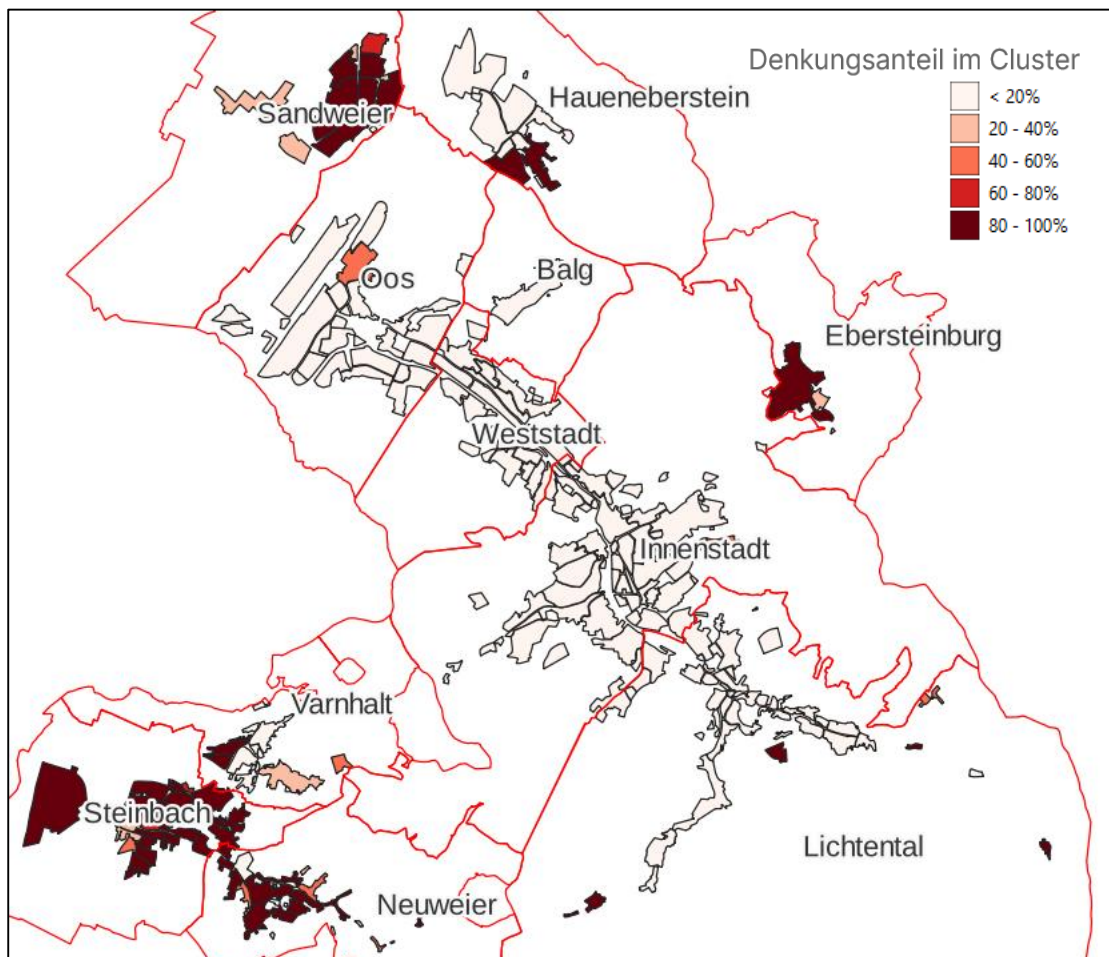 Denkungsanteil im Cluster
< 20%
20 - 40%
40 - 60%
60 - 80%
80 - 100%
Haueneberstein
Sandweier
Balg
Oos
Ebersteinburg
Weststadt
Innenstadt
Varnhalt
Steinbach
Lichtental
Neuweier